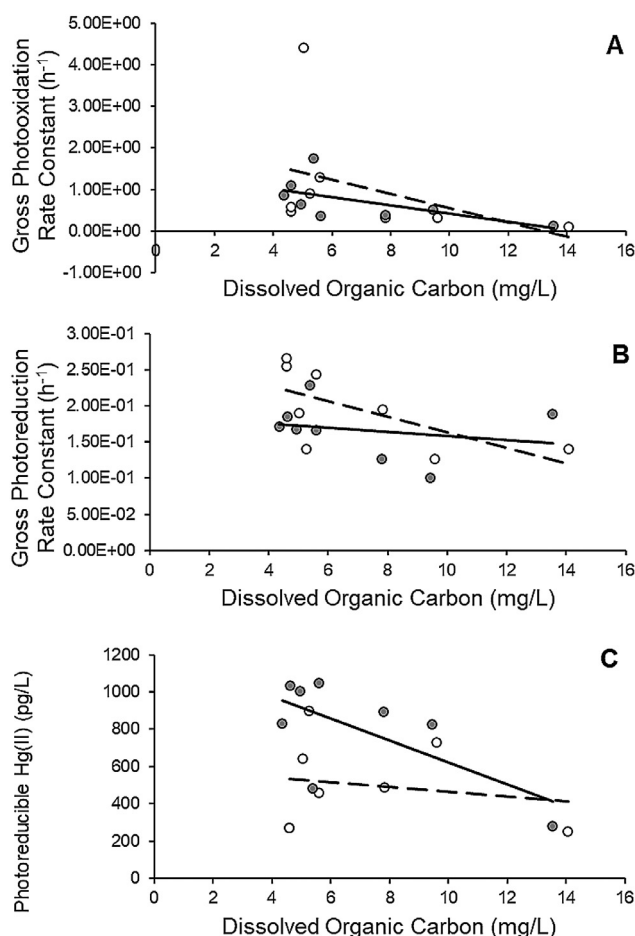 A
Gross Photooxidation
Rate Constant (h⁻¹)
5.00E+00
4.00E+00
3.00E+00
2.00E+00
1.00E+00
0.00E+00
-1.00E+00
0 2 4 6 8 10 12 14 16
Dissolved Organic Carbon (mg/L)
B
Gross Photoreduction
Rate Constant (h⁻¹)
3.00E-01
2.50E-01
2.00E-01
1.50E-01
1.00E-01
5.00E-02
0.00E+00
0 2 4 6 8 10 12 14 16
Dissolved Organic Carbon (mg/L)
C
Photoreducible Hg(II) (pg/L)
1200
1000
800
600
400
200
0
0 2 4 6 8 10 12 14 16
Dissolved Organic Carbon (mg/L)